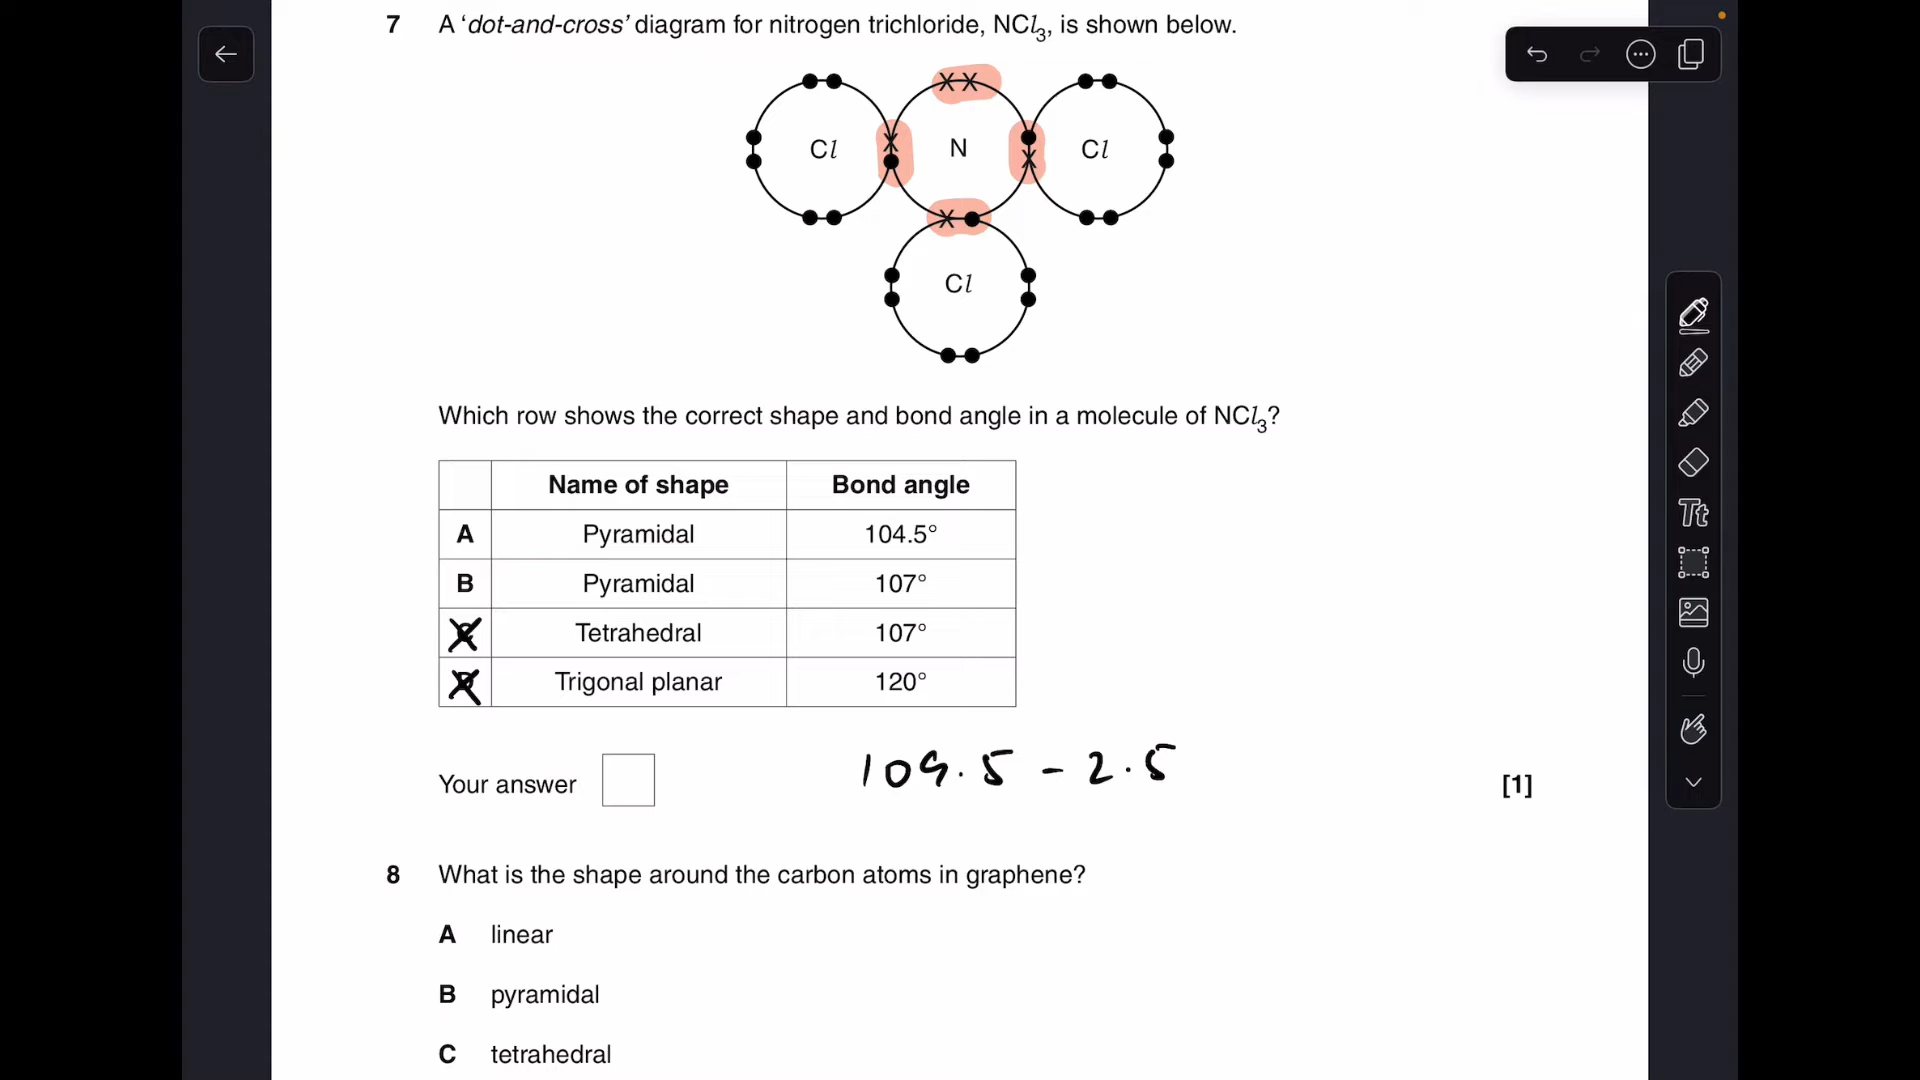 7 A 'dot-and-cross' diagram for nitrogen trichloride, NCl3, is shown below.
XX
Cl X N X Cl
X
Cl
Which row shows the correct shape and bond angle in a molecule of NCl3?
Name of shape Bond angle
A Pyramidal 104.5°
B Pyramidal 107°
C Tetrahedral 107°
D Trigonal planar 120°
Your answer 109.5 - 2.5 [1]
8 What is the shape around the carbon atoms in graphene?
A linear
B pyramidal
C tetrahedral
Tt